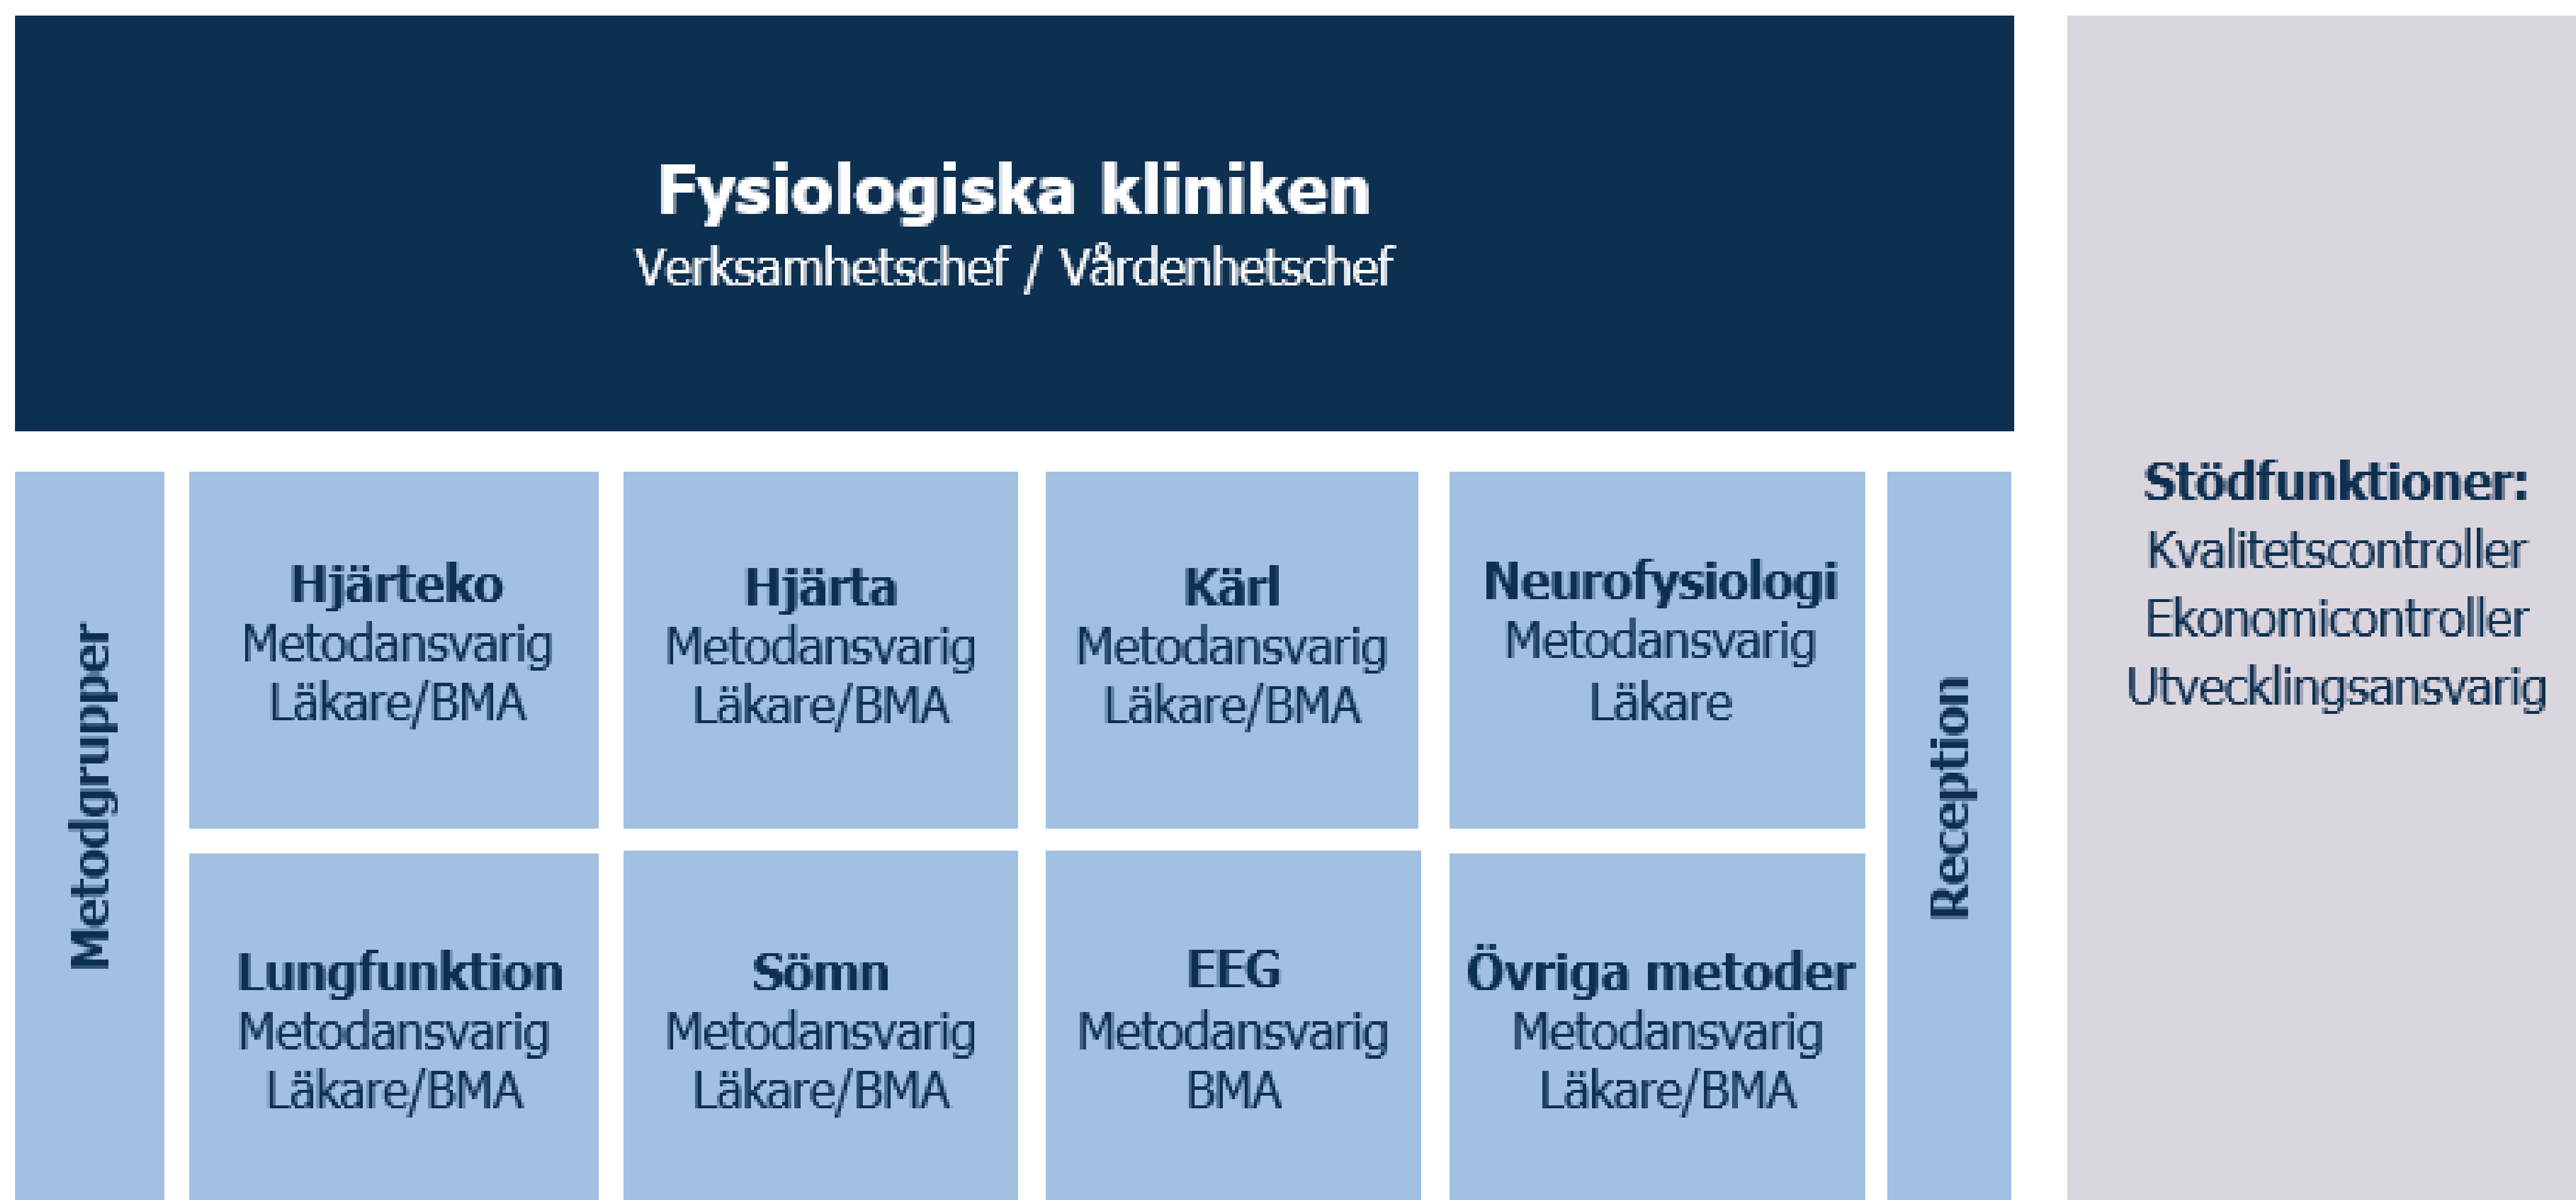 Fysiologiska kliniken
Verksamhetschef / Vårdenhetschef
Metodgrupper
Hjärteko
Metodansvarig
Läkare/BMA
Hjärta
Metodansvarig
Läkare/BMA
Kärl
Metodansvarig
Läkare/BMA
Neurofysiologi
Metodansvarig
Läkare
Lungfunktion
Metodansvarig
Läkare/BMA
Sömn
Metodansvarig
Läkare/BMA
EEG
Metodansvarig
BMA
Övriga metoder
Metodansvarig
Läkare/BMA
Reception
Stödfunktioner:
Kvalitetscontroller
Ekonomicontroller
Utvecklingsansvarig